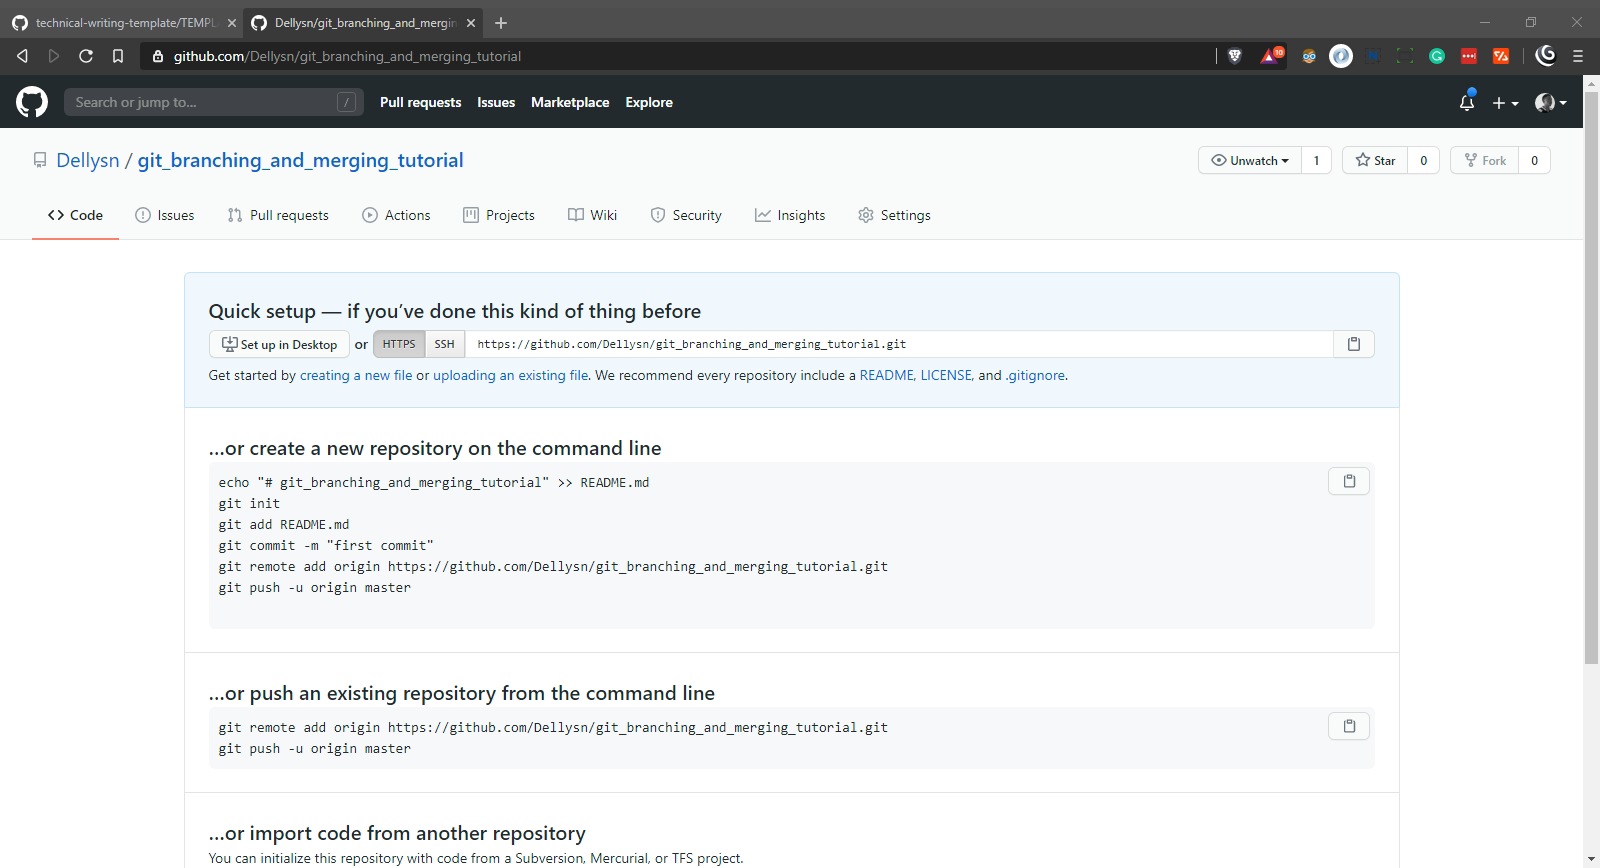 technical-writing-template/TEMPL
Dellysn/git_branching_and_mergin
github.com/Dellysn/git_branching_and_merging_tutorial
10
Search or jump to...
/
Pull requests
Issues
Marketplace
Explore
Dellysn / git_branching_and_merging_tutorial
Unwatch 1
Star 0
Fork 0
Code
Issues
Pull requests
Actions
Projects
Wiki
Security
Insights
Settings
Quick setup — if you’ve done this kind of thing before
Set up in Desktop or HTTPS SSH https://github.com/Dellysn/git_branching_and_merging_tutorial.git
Get started by creating a new file or uploading an existing file. We recommend every repository include a README, LICENSE, and .gitignore.
…or create a new repository on the command line
echo "# git_branching_and_merging_tutorial" >> README.md
git init
git add README.md
git commit -m "first commit"
git remote add origin https://github.com/Dellysn/git_branching_and_merging_tutorial.git
git push -u origin master
…or push an existing repository from the command line
git remote add origin https://github.com/Dellysn/git_branching_and_merging_tutorial.git
git push -u origin master
…or import code from another repository
You can initialize this repository with code from a Subversion, Mercurial, or TFS project.